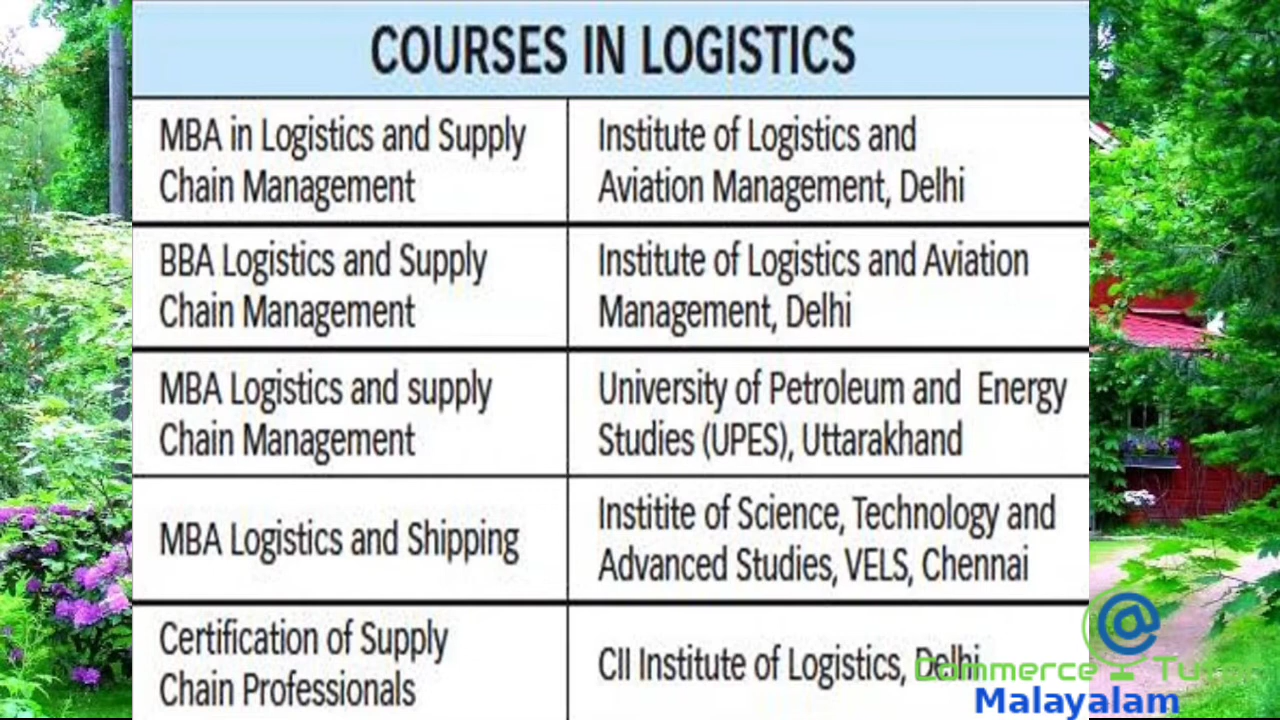 COURSES IN LOGISTICS
MBA in Logistics and Supply
Chain Management
Institute of Logistics and
Aviation Management, Delhi
BBA Logistics and Supply
Chain Management
Institute of Logistics and Aviation
Management, Delhi
MBA Logistics and supply
Chain Management
University of Petroleum and Energy
Studies (UPES), Uttarakhand
MBA Logistics and Shipping
Institite of Science, Technology and
Advanced Studies, VELS, Chennai
Certification of Supply
Chain Professionals
CII Institute of Logistics, Delhi
Commerce
Malayalam